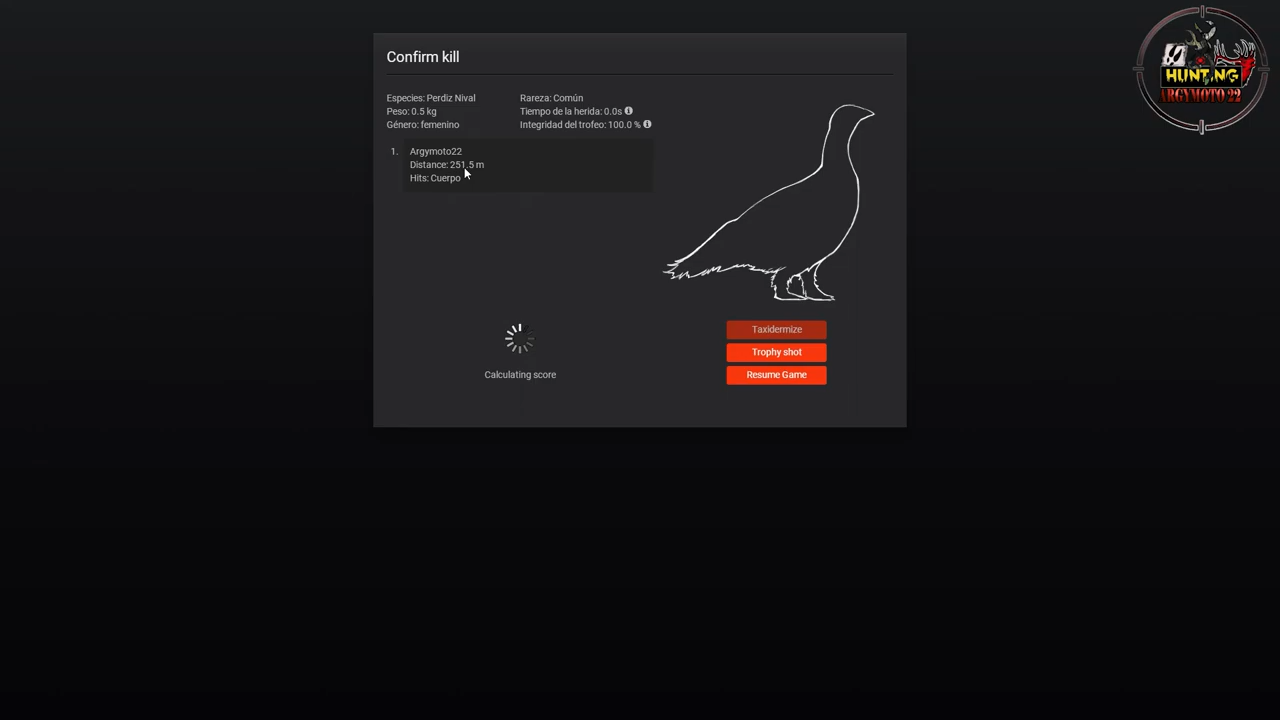 Confirm kill
Especies: Perdiz Nival
Peso: 0.5 kg
Género: femenino
Rareza: Común
Tiempo de la herida: 0.0s
Integridad del trofeo: 100.0 %
1. Argymoto22
Distance: 251.5 m
Hits: Cuerpo
Calculating score
Taxidermize
Trophy shot
Resume Game
HUNTING
ARGYMOTO 22